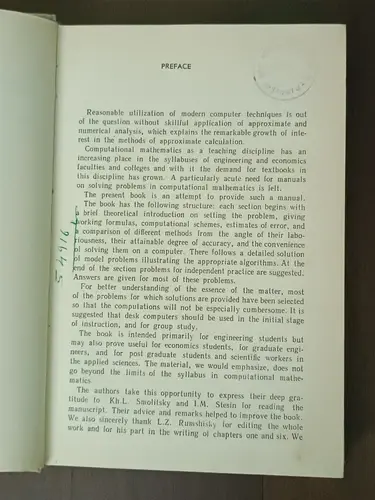 PREFACE
Reasonable utilization of modern computer techniques is out
of the question without skillful application of approximate and
numerical analysis, which explains the remarkable growth of inte-
rest in the methods of approximate calculation.
Computational mathematics as a teaching discipline has an
increasing place in the syllabuses of engineering and economics
faculties and colleges and with it the demand for textbooks in
this discipline has grown. A particularly acute need for manuals
on solving problems in computational mathematics is felt.
The present book is an attempt to provide such a manual.
The book has the following structure: each section begins with
a brief theoretical introduction on setting the problem, giving
working formulas, computational schemes, estimates of error, and
a comparison of different methods from the angle of their labo-
riousness, their attainable degree of accuracy, and the convenience
of solving them on a computer. There follows a detailed solution
of model problems illustrating the appropriate algorithms. At the
end of the section problems for independent practice are suggested.
Answers are given for most of these problems.
For better understanding of the essence of the matter, most
of the problems for which solutions are provided have been selected
so that the computations will not be especially cumbersome. It is
suggested that desk computers should be used in the initial stage
of instruction, and for group study.
The book is intended primarily for engineering students but
may also prove useful for economics students, for graduate engi-
neers, and for post graduate students and scientific workers in
the applied sciences. The material, we would emphasize, does not
go beyond the limits of the syllabus in computational mathe-
matics
The authors take this opportunity to express their deep gra-
titude to Kh.L. Smolitsky and I.M. Stesin for reading the
manuscript. Their advice and remarks helped to improve the book.
We also sincerely thank L.Z. Rumshisky for editing the whole
work and for his part in the writing of chapters one and six. We